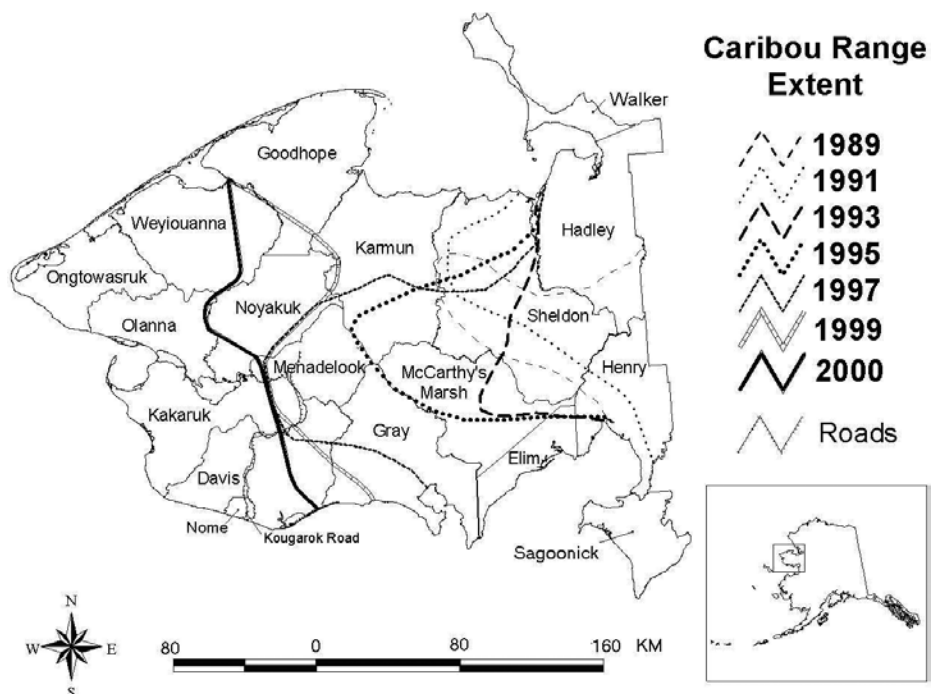 Caribou Range
Extent
1989
1991
1993
1995
1997
1999
2000
Roads
Walker
Goodhope
Weyiouanna
Karmun
Hadley
Ongtowasruk
Noyakuk
Olanna
Sheldon
Menadelook
McCarthy's
Marsh
Henry
Kakaruk
Gray
Elim
Davis
Nome
Kougarok Road
Sagoonick
N
W
E
S
80
0
80
160
KM